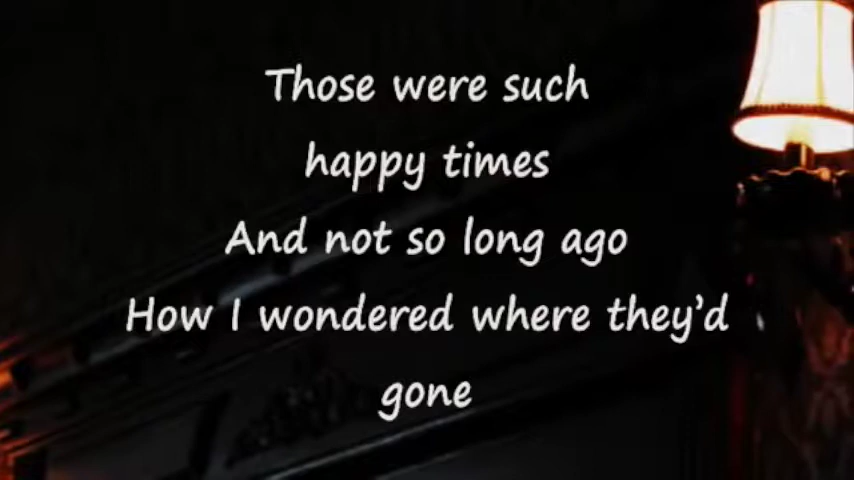 Those were such
happy times
And not so long ago
How I wondered where they'd
gone